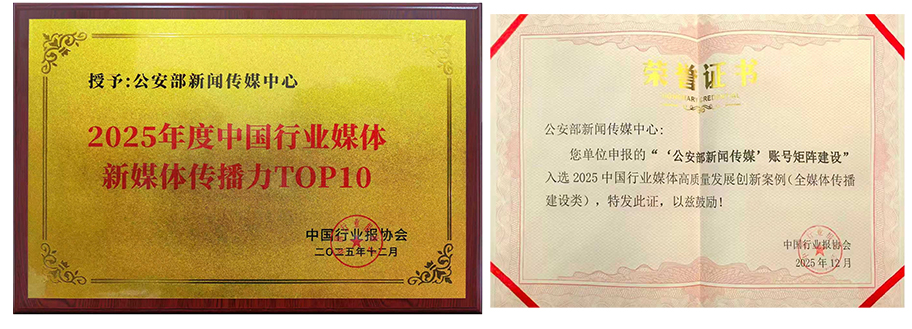 授予:公安部新闻传媒中心
2025年度中国行业媒体
新媒体传播力TOP10
中国行业报协会
二〇二五年十二月
荣誉证书
公安部新闻传媒中心:
您单位申报的“‘公安部新闻传媒’账号矩阵建设”
入选2025中国行业媒体高质量发展创新案例(全媒体传播
建设类),特发此证,以兹鼓励!
中国行业报协会
2025年12月